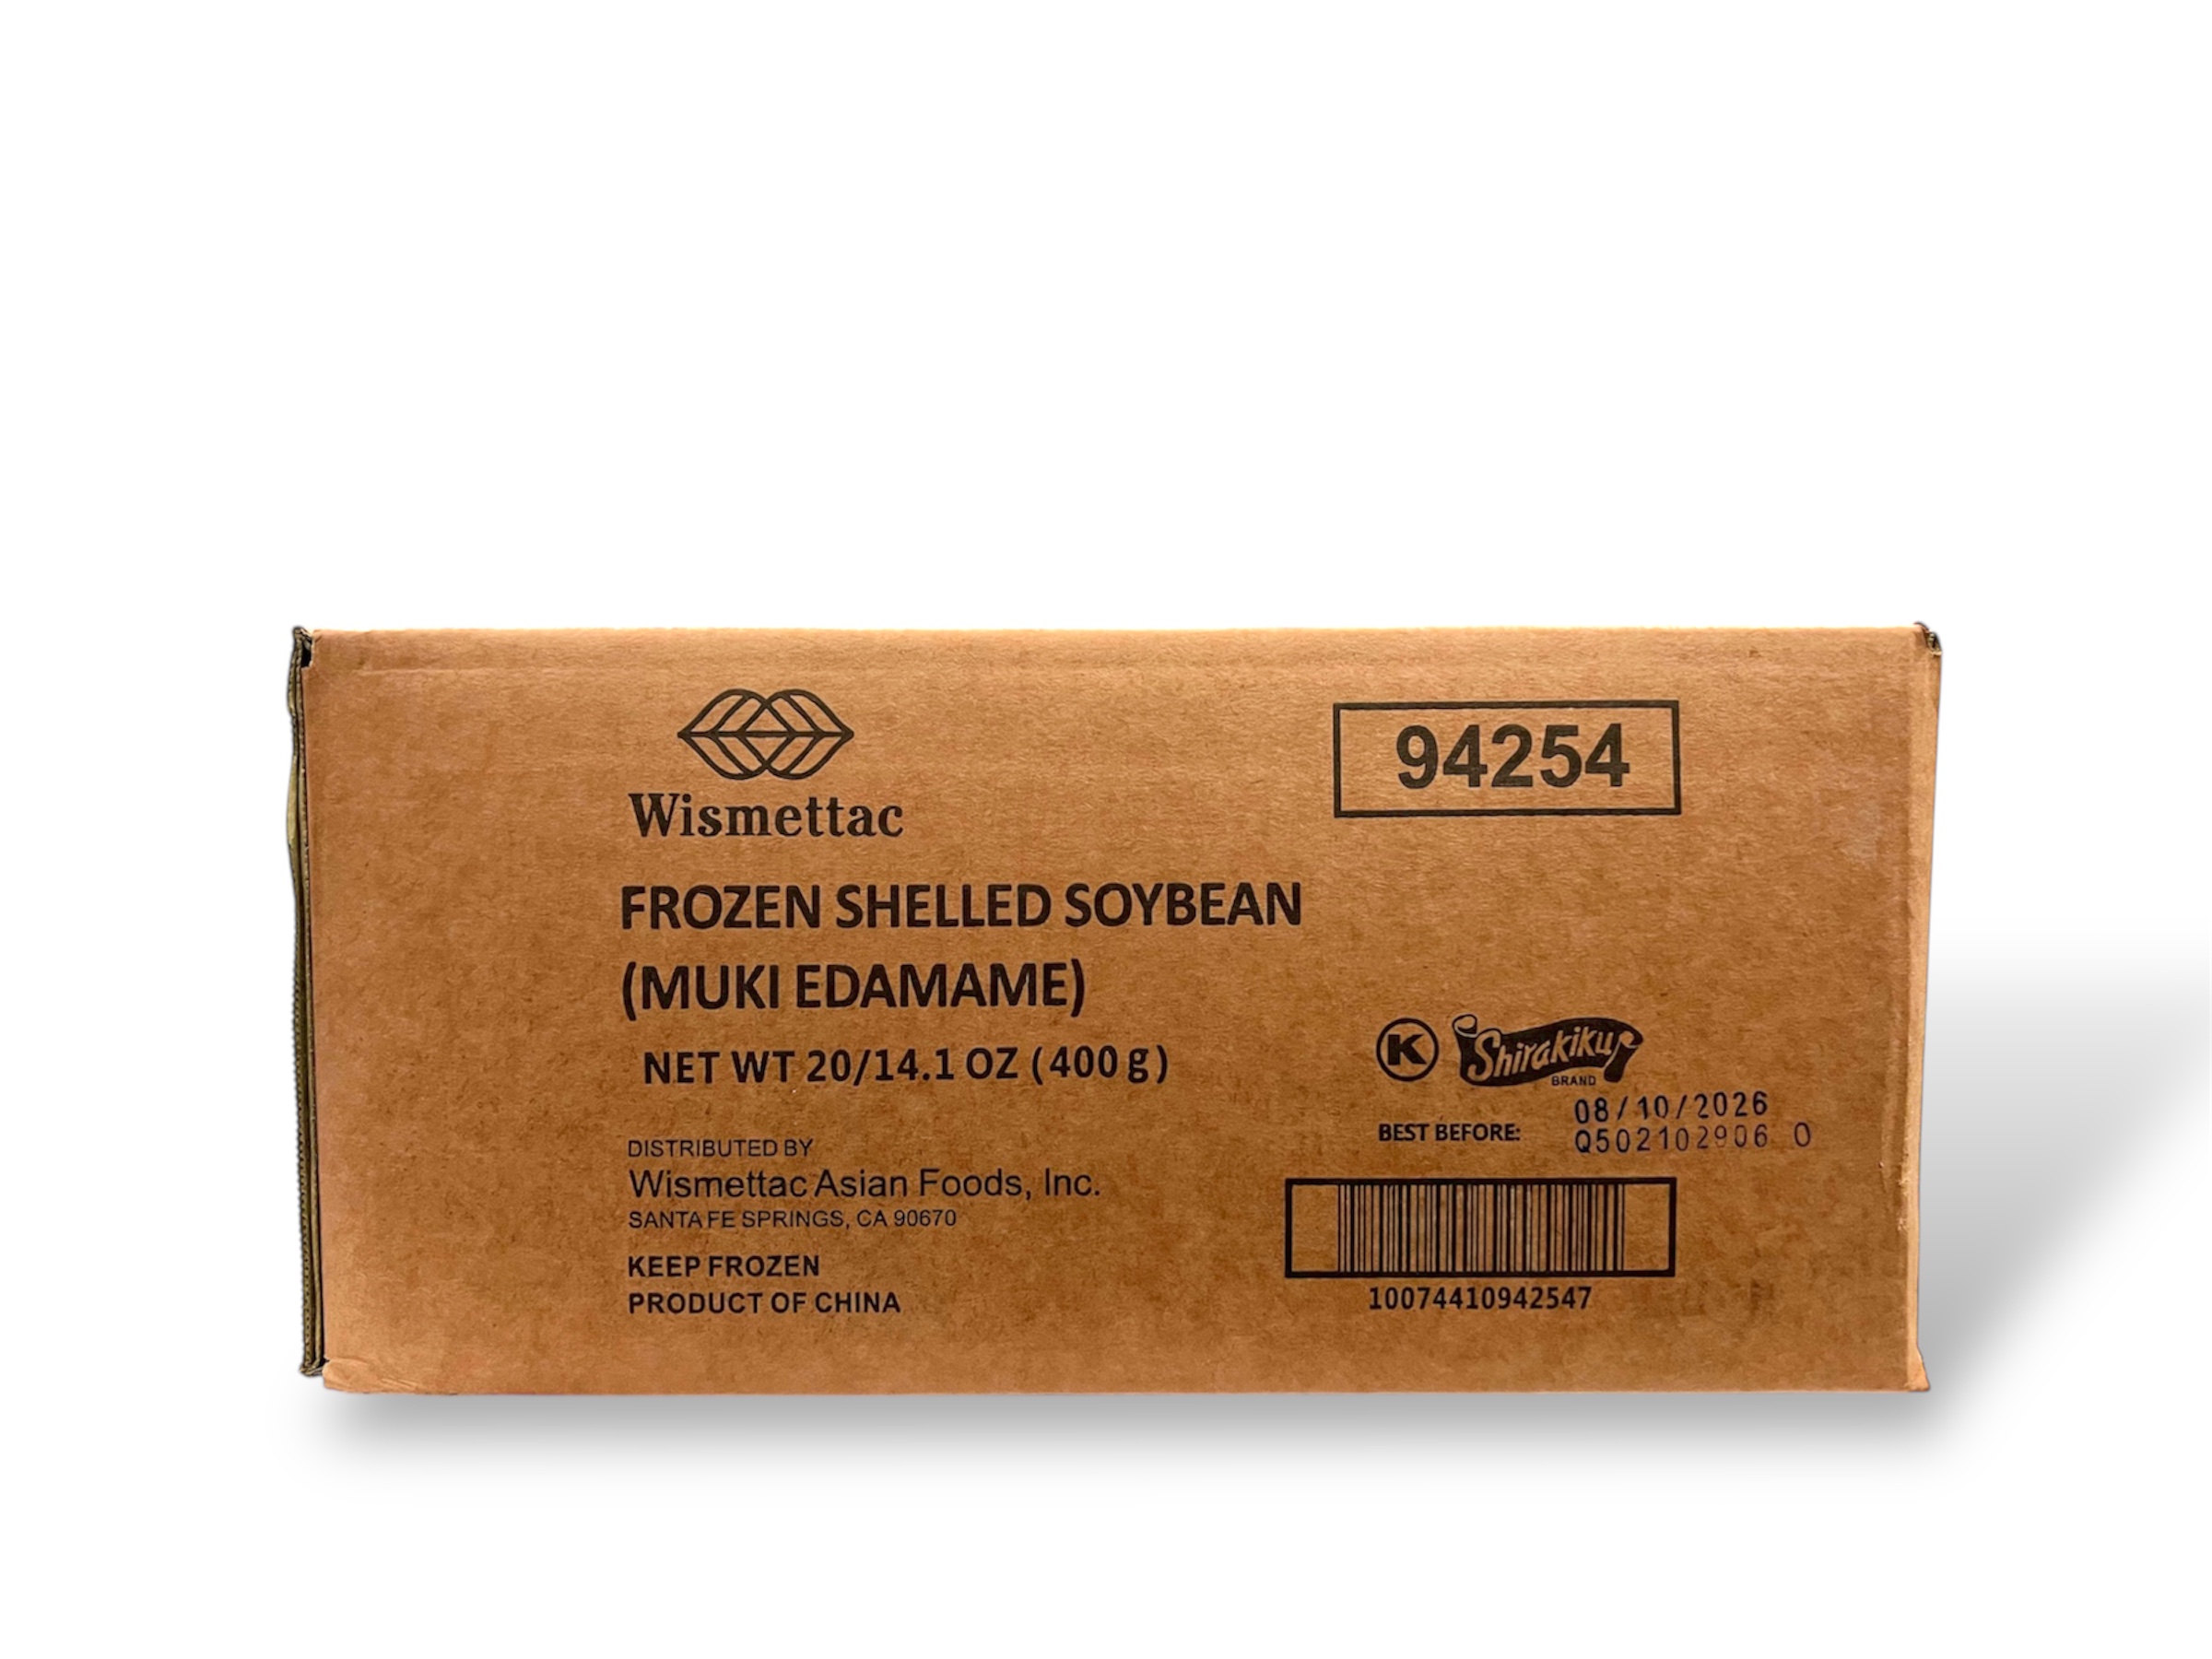 Wismettac
94254
FROZEN SHELLED SOYBEAN
(MUKI EDAMAME)
NET WT 20/14.1 OZ (400 g)
K
Shirakiku
BRAND
BEST BEFORE:
08/10/2026
Q502102906 O
DISTRIBUTED BY
Wismettac Asian Foods, Inc.
SANTA FE SPRINGS, CA 90670
KEEP FROZEN
PRODUCT OF CHINA
10074410942547